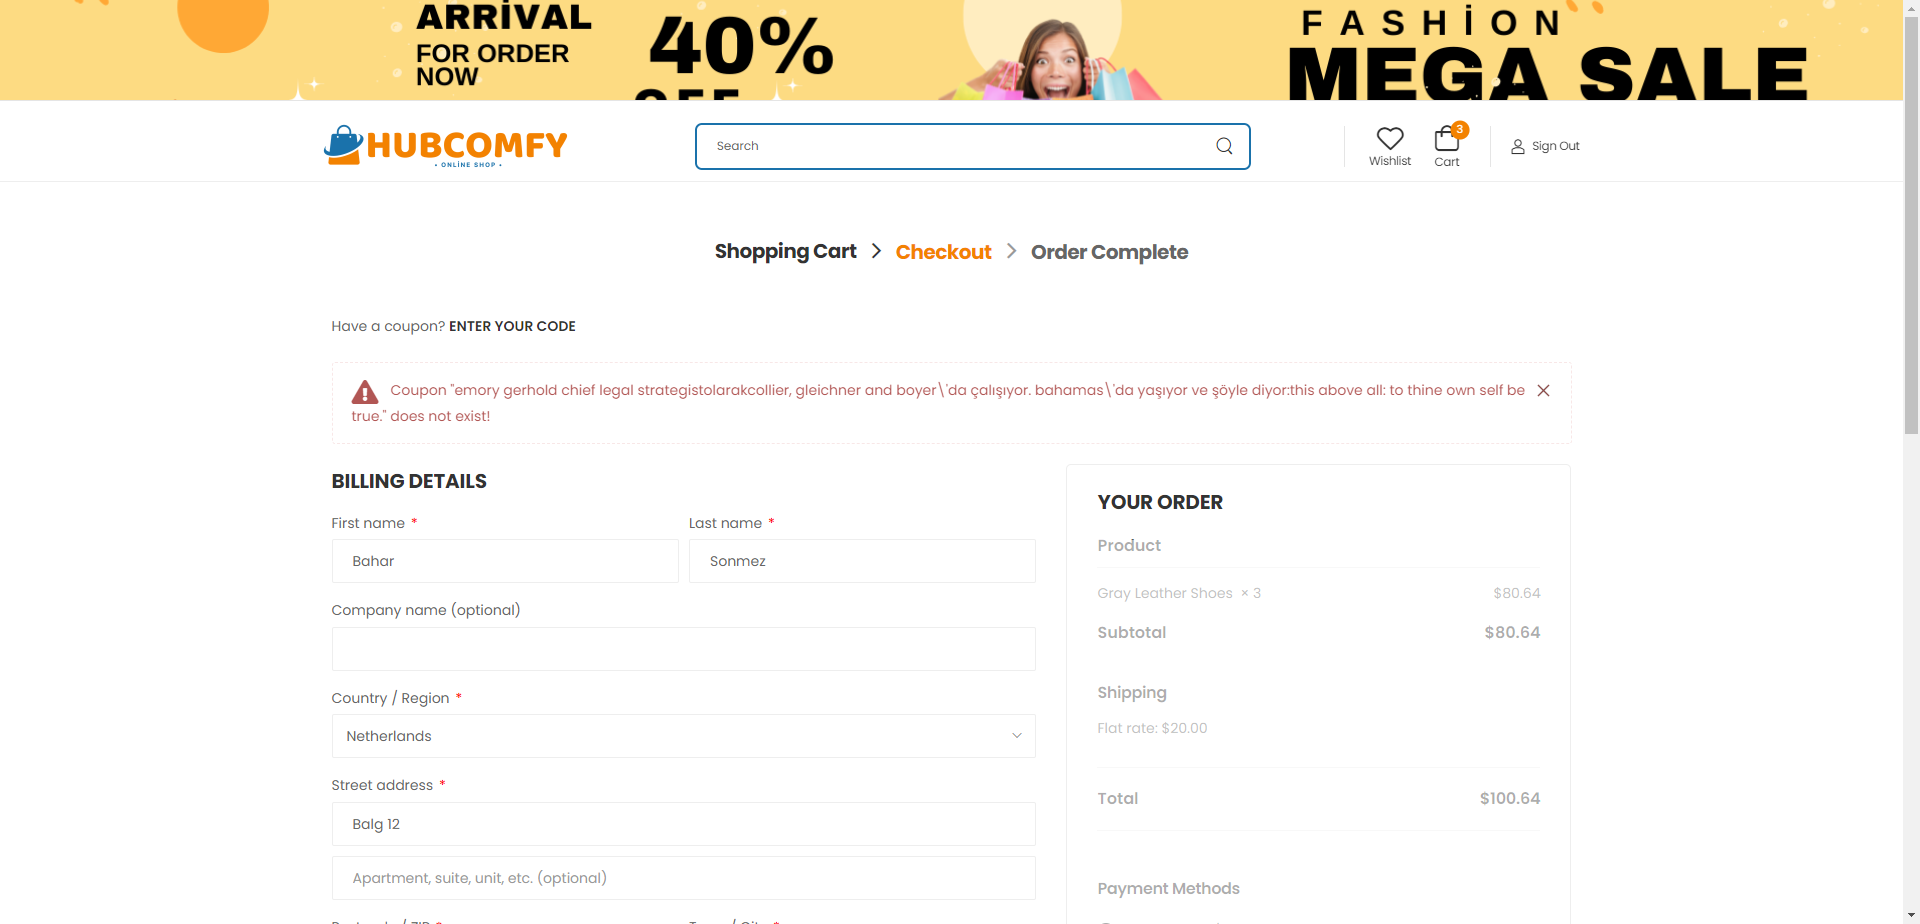 ARRİVAL
FOR ORDER
NOW
40%
FASHİON
MEGA SALE
HUBCOMFY
• ONLİNE SHOP •
Search
Wishlist
3
Cart
Sign Out
Shopping Cart
Checkout
Order Complete
Have a coupon? ENTER YOUR CODE
Coupon "emory gerhold chief legal strategistolarakcollier, gleichner and boyer\'da çalışıyor. bahamas\'da yaşıyor ve şöyle diyor:this above all: to thine own self be
true." does not exist!
BILLING DETAILS
First name *
Last name *
Bahar
Sonmez
Company name (optional)
Country / Region *
Netherlands
Street address *
Balg 12
Apartment, suite, unit, etc. (optional)
YOUR ORDER
Product
Gray Leather Shoes × 3 $80.64
Subtotal $80.64
Shipping
Flat rate: $20.00
Total $100.64
Payment Methods